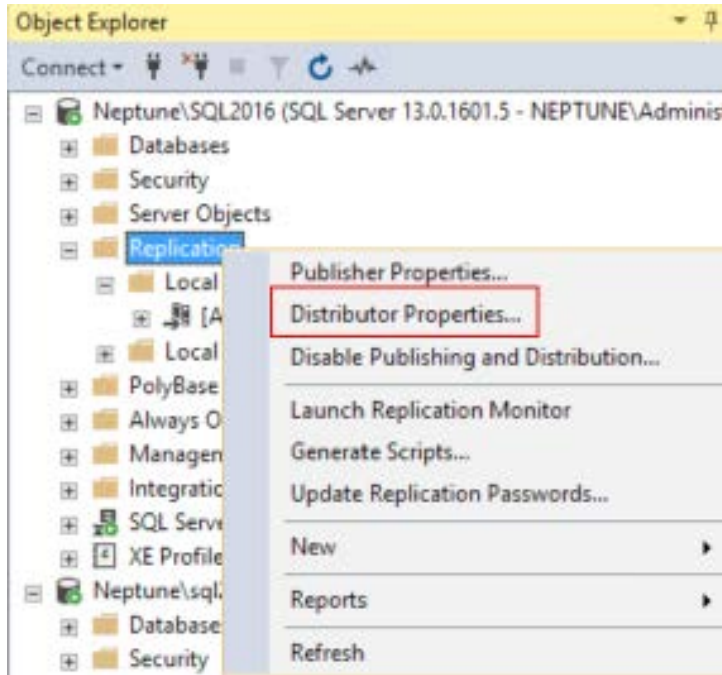 Object Explorer
Connect
Neptune\SQL2016 (SQL Server 13.0.1601.5 - NEPTUNE\Adminis
Databases
Security
Server Objects
Replication
Local
[A
Local
PolyBase
Always O
Managen
Integratio
SQL Serve
XE Profile
Neptune\sql
Database
Security
Publisher Properties...
Distributor Properties...
Disable Publishing and Distribution...
Launch Replication Monitor
Generate Scripts...
Update Replication Passwords...
New
Reports
Refresh